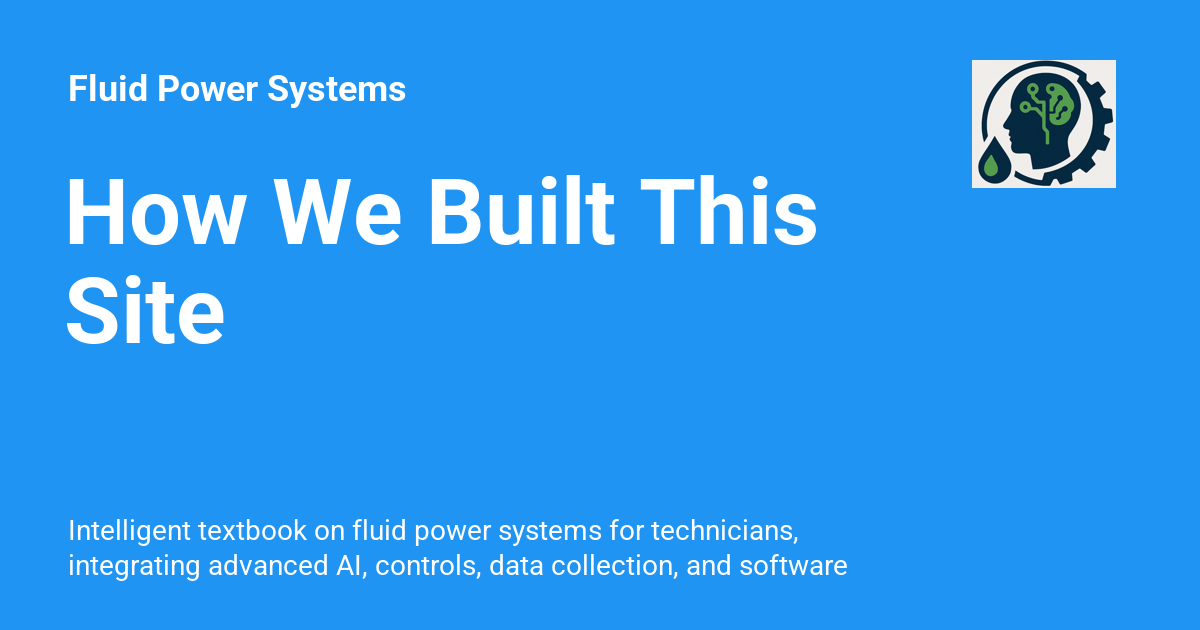 Fluid Power Systems
How We Built This
Site
Intelligent textbook on fluid power systems for technicians,
integrating advanced AI, controls, data collection, and software